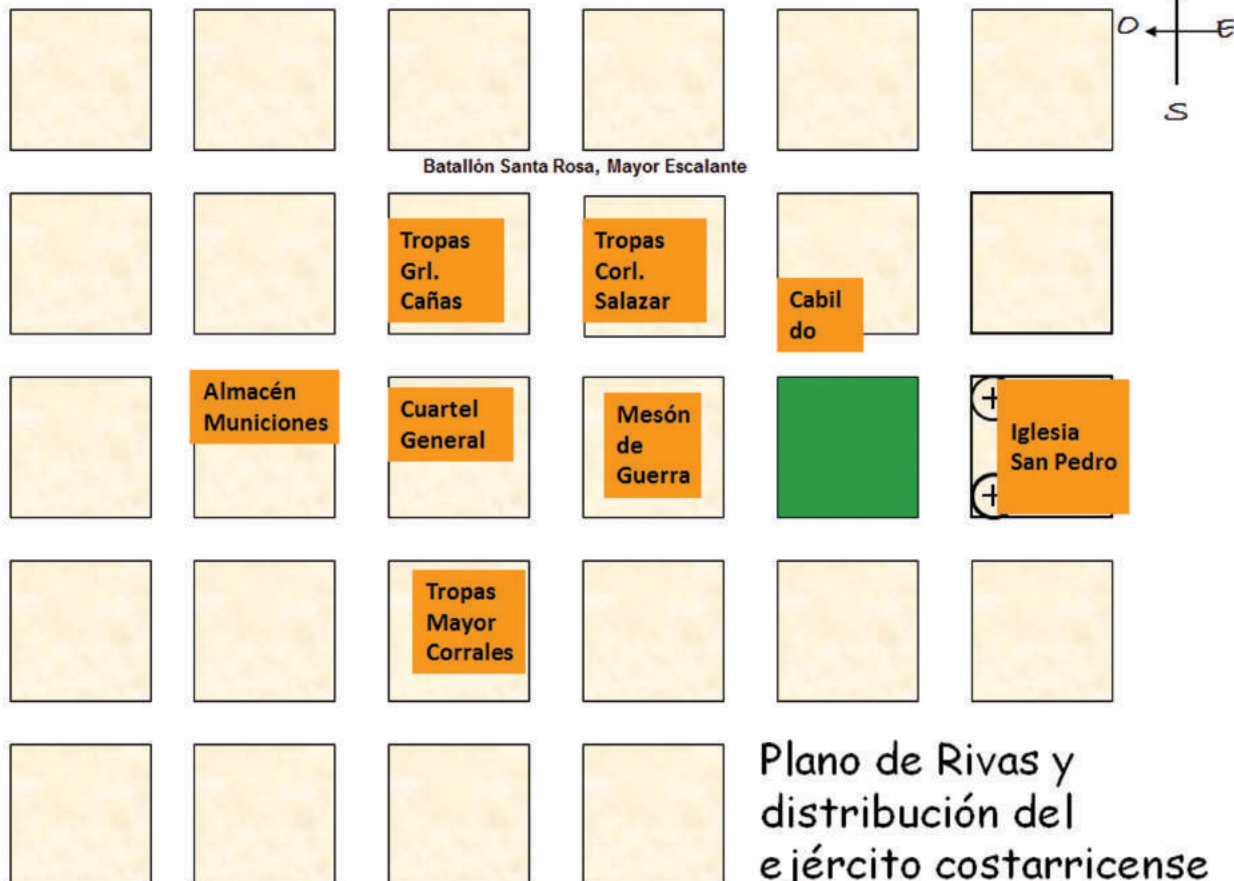 O E
S
Batallón Santa Rosa, Mayor Escalante
Tropas
Grl.
Cañas
Tropas
Corl.
Salazar
Cabil
do
Almacén
Municiones
Cuartel
General
Mesón
de
Guerra
Iglesia
San Pedro
Tropas
Mayor
Corrales
Plano de Rivas y
distribución del
ejército costarricense